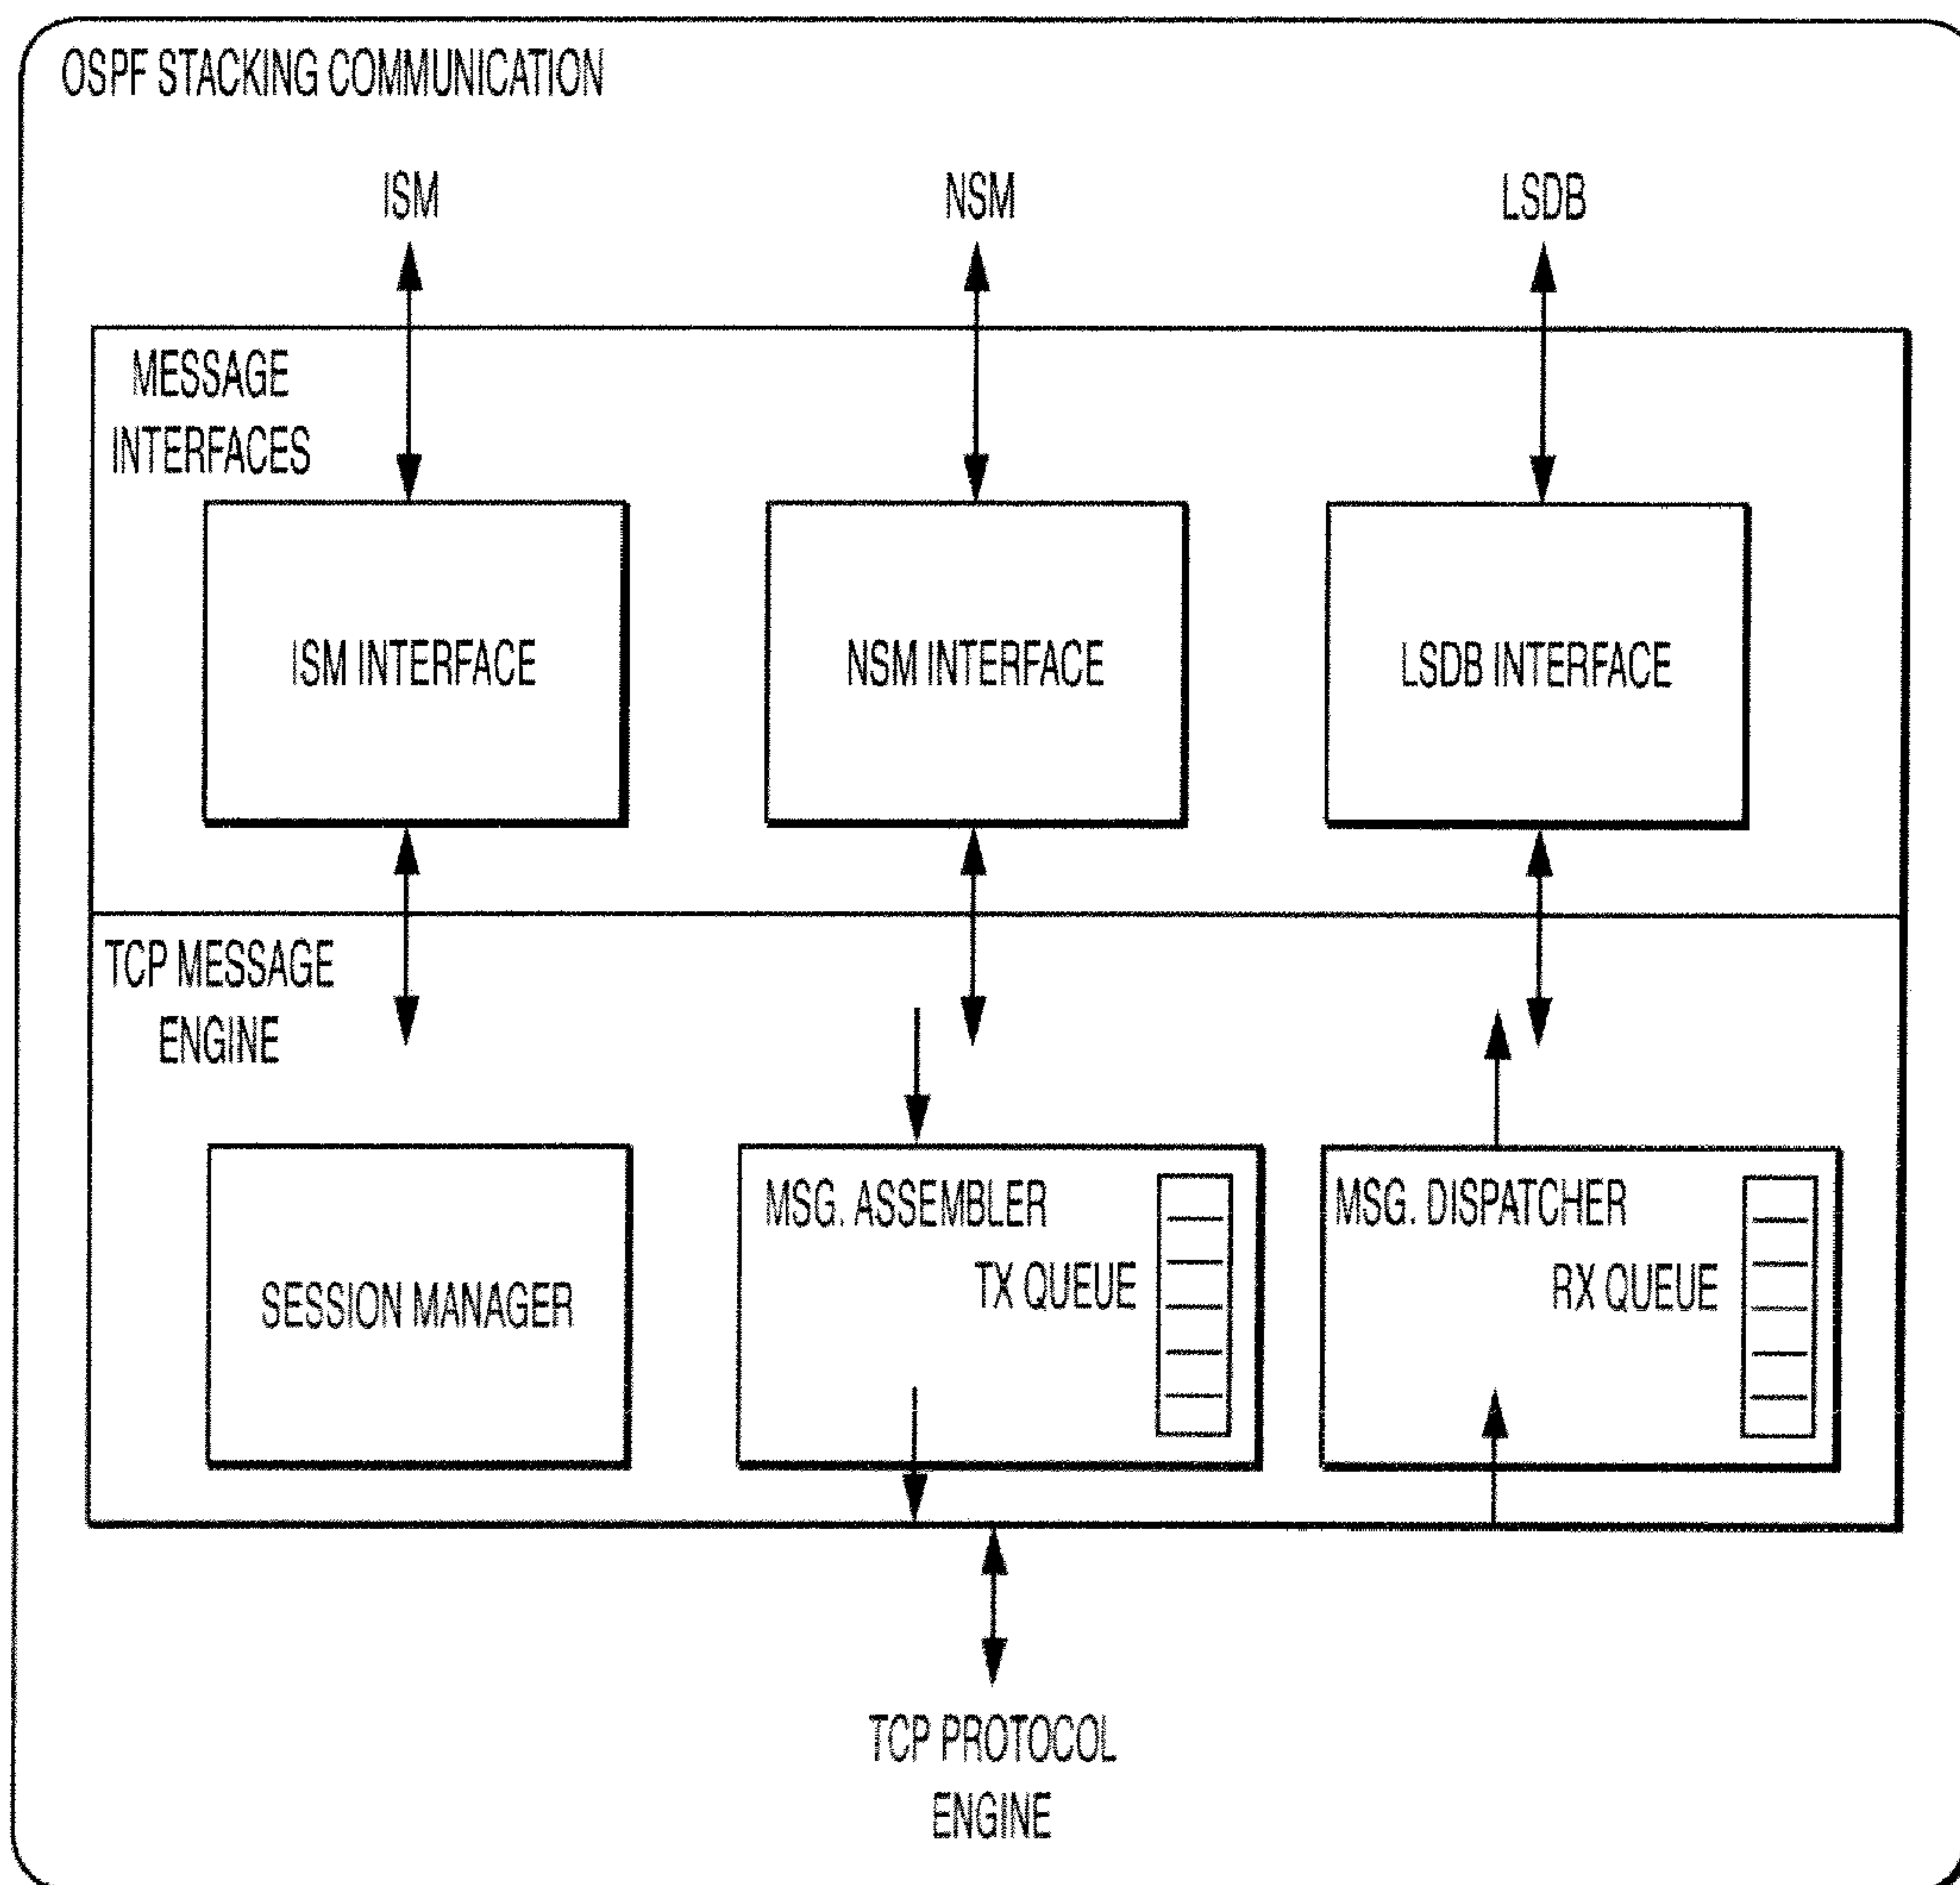 OSPF STACKING COMMUNICATION
ISM
NSM
LSDB
MESSAGE
INTERFACES
ISM INTERFACE
NSM INTERFACE
LSDB INTERFACE
TCP MESSAGE
ENGINE
SESSION MANAGER
MSG. ASSEMBLER
TX QUEUE
MSG. DISPATCHER
RX QUEUE
TCP PROTOCOL
ENGINE